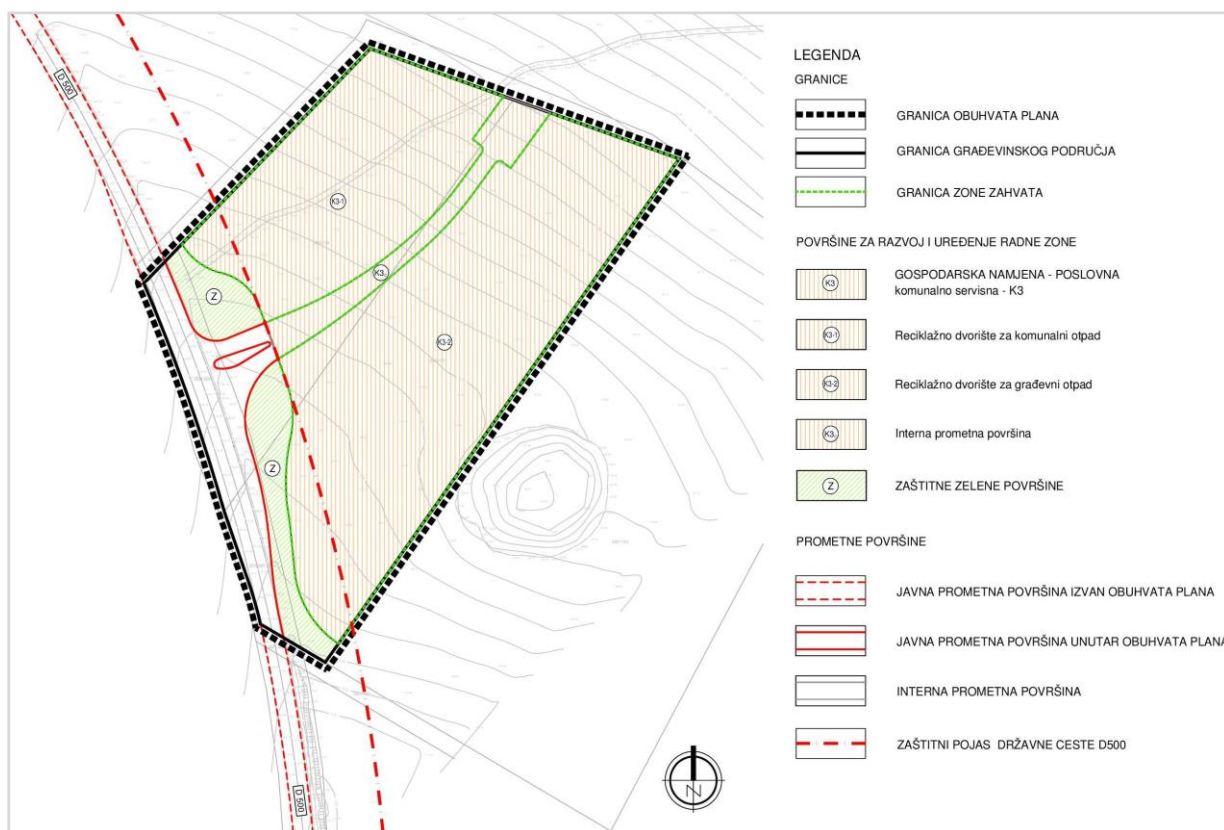 D 500
K3-1
K3
Z
K3-2
Z
D 500
N
LEGENDA
GRANICE
GRANICA OBUHVATA PLANA
GRANICA GRAĐEVINSKOG PODRUČJA
GRANICA ZONE ZAHVATA
POVRŠINE ZA RAZVOJ I UREĐENJE RADNE ZONE
K3 GOSPODARSKA NAMJENA - POSLOVNA
komunalno servisna - K3
K3-1 Reciklažno dvorište za komunalni otpad
K3-2 Reciklažno dvorište za građevni otpad
K3 Interna prometna površina
Z ZAŠTITNE ZELENE POVRŠINE
PROMETNE POVRŠINE
JAVNA PROMETNA POVRŠINA IZVAN OBUHVATA PLANA
JAVNA PROMETNA POVRŠINA UNUTAR OBUHVATA PLANA
INTERNA PROMETNA POVRŠINA
ZAŠTITNI POJAS DRŽAVNE CESTE D500